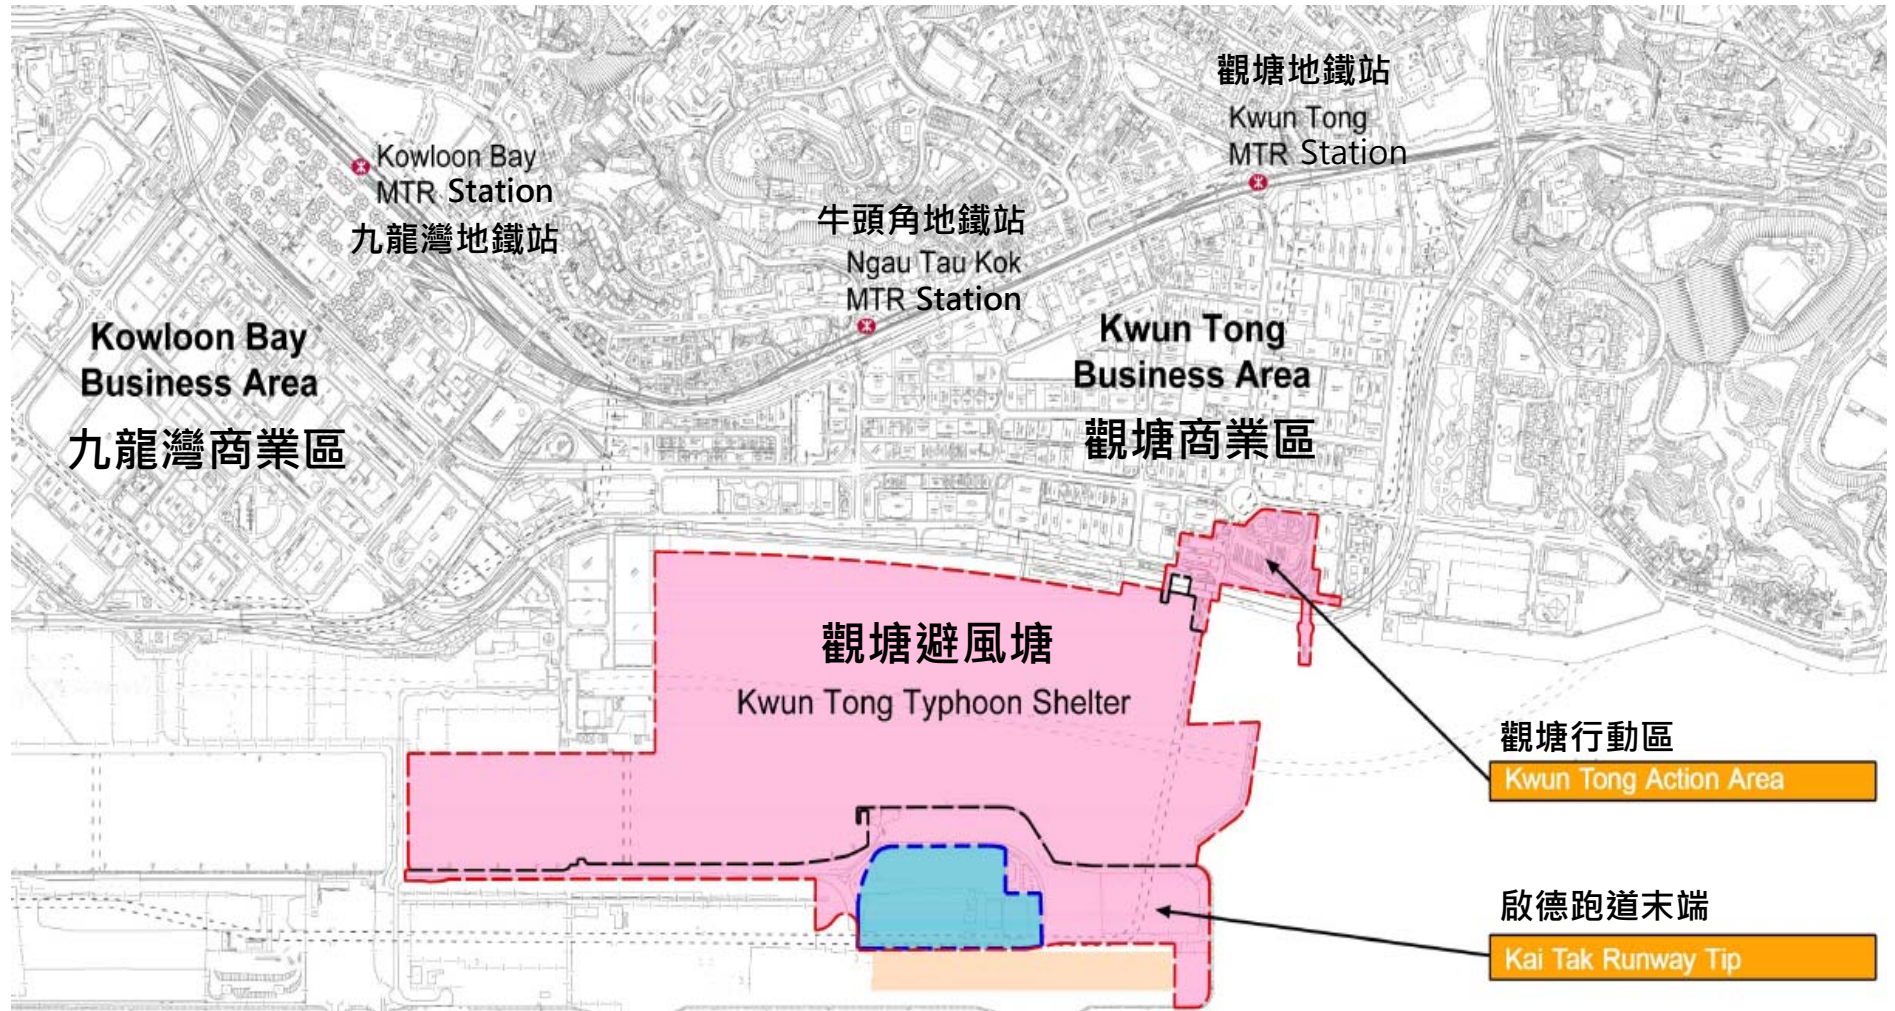 觀塘地鐵站
Kwun Tong
MTR Station
Kowloon Bay
MTR Station
九龍灣地鐵站
牛頭角地鐵站
Ngau Tau Kok
MTR Station
Kowloon Bay
Business Area
九龍灣商業區
Kwun Tong
Business Area
觀塘商業區
觀塘避風塘
Kwun Tong Typhoon Shelter
觀塘行動區
Kwun Tong Action Area
啟德跑道末端
Kai Tak Runway Tip